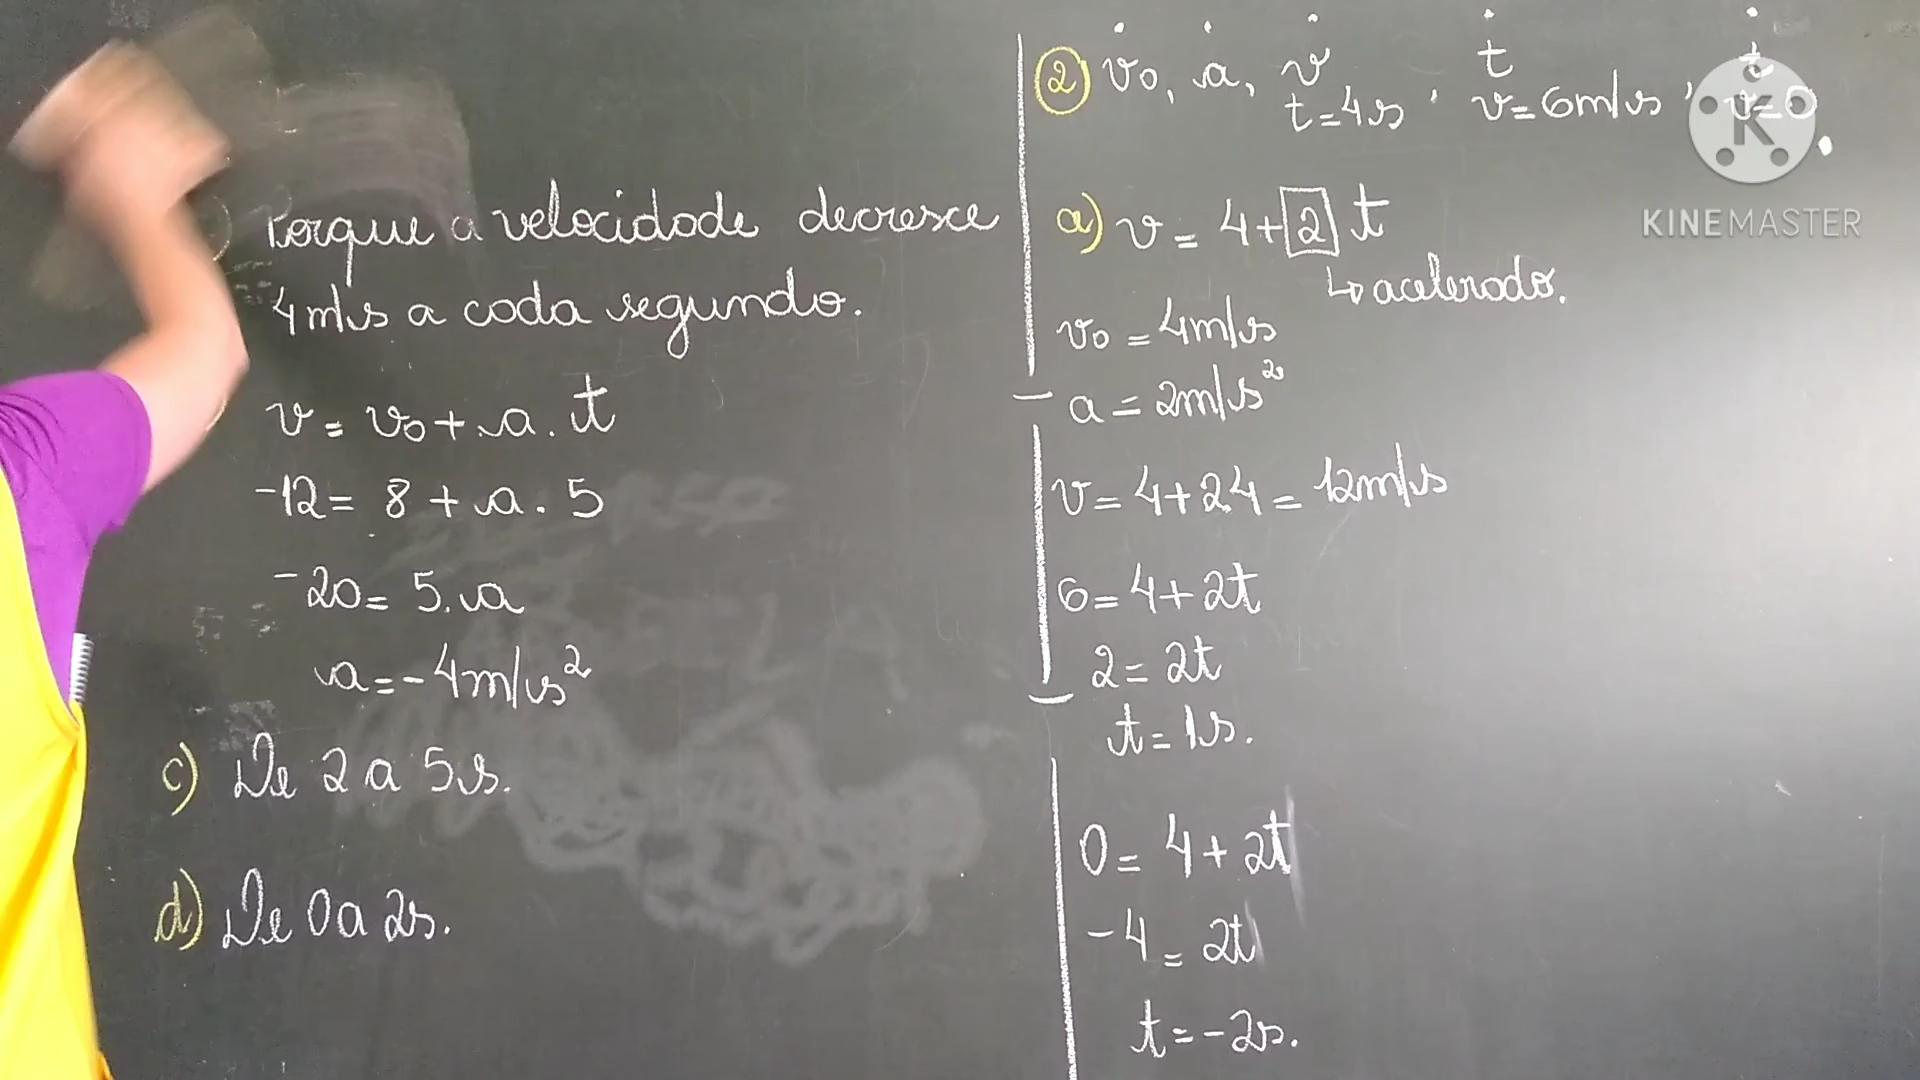 Porque a velocidade decresce
4m/s a cada segundo.
v = v0 + a . t
-12 = 8 + a . 5
-20 = 5 . a
a = -4m/s²
c) De 2 a 5s.
d) De 0 a 2s.
② v0, a, v t=4s, t v=6m/s, t v=0
a) v = 4+2t
↳ acelerado.
v0 = 4m/s
a = 2m/s²
v = 4+2.4 = 12m/s
6 = 4+2t
2 = 2t
t = 1s.
0 = 4+2t
-4 = 2t
t = -2s.
K
KINEMASTER